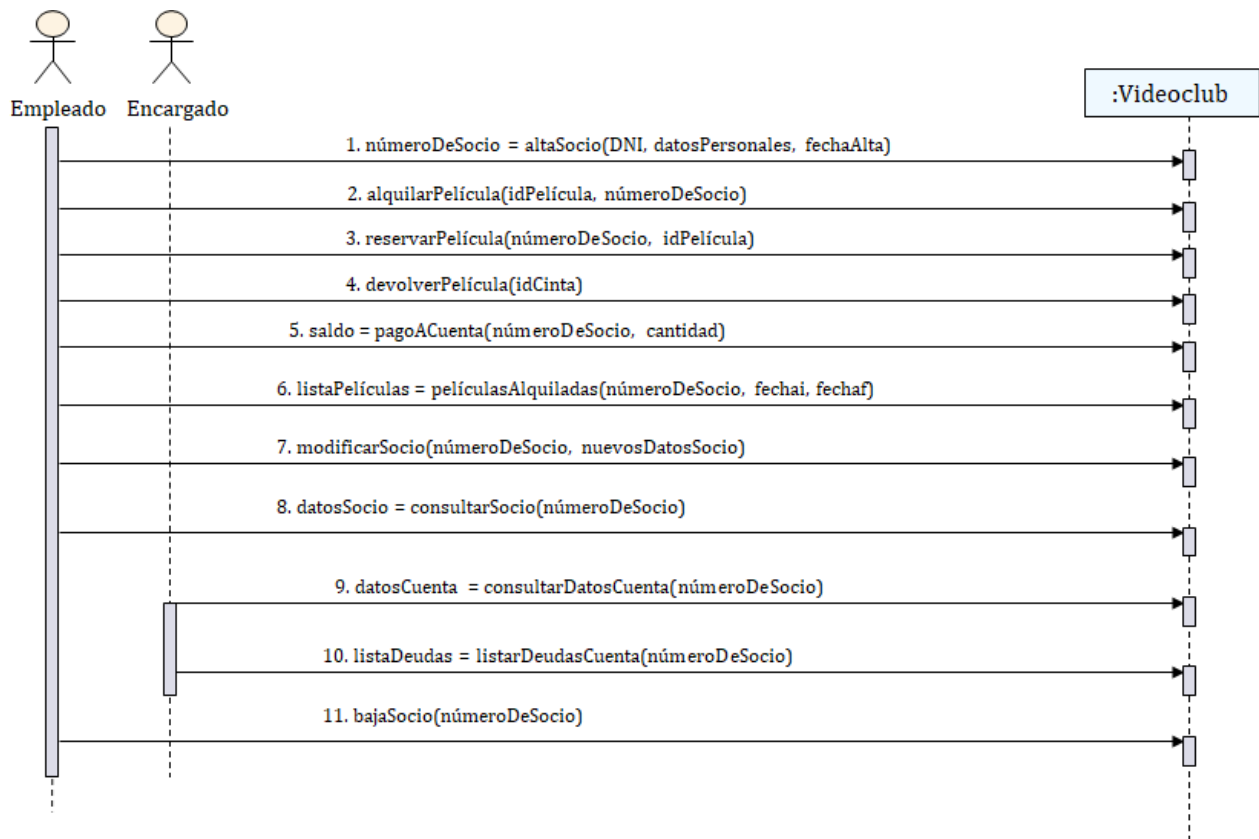 Empleado
Encargado
:Videoclub
1. númeroDeSocio = altaSocio(DNI, datosPersonales, fechaAlta)
2. alquilarPelícula(idPelícula, númeroDeSocio)
3. reservarPelícula(númeroDeSocio, idPelícula)
4. devolverPelícula(idCinta)
5. saldo = pagoACuenta(númeroDeSocio, cantidad)
6. listaPelículas = películasAlquiladas(númeroDeSocio, fechai, fechaf)
7. modificarSocio(númeroDeSocio, nuevosDatosSocio)
8. datosSocio = consultarSocio(númeroDeSocio)
9. datosCuenta = consultarDatosCuenta(númeroDeSocio)
10. listaDeudas = listarDeudasCuenta(númeroDeSocio)
11. bajaSocio(númeroDeSocio)